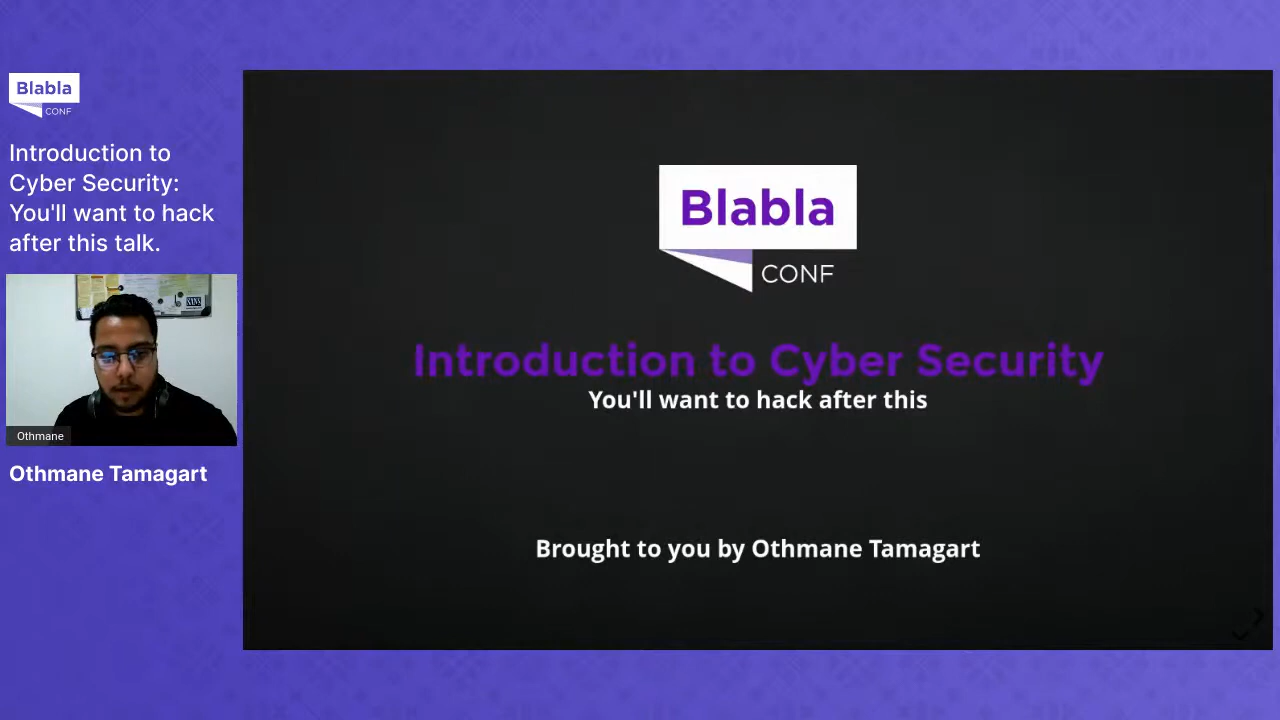 Blabla
CONF
Introduction to
Cyber Security:
You'll want to hack
after this talk.
Othmane
Othmane Tamagart
Blabla
CONF
Introduction to Cyber Security
You'll want to hack after this
Brought to you by Othmane Tamagart